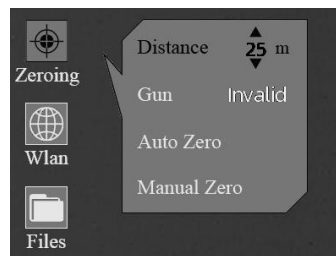 Zeroing
Wlan
Files
Distance 25 m
Gun Invalid
Auto Zero
Manual Zero